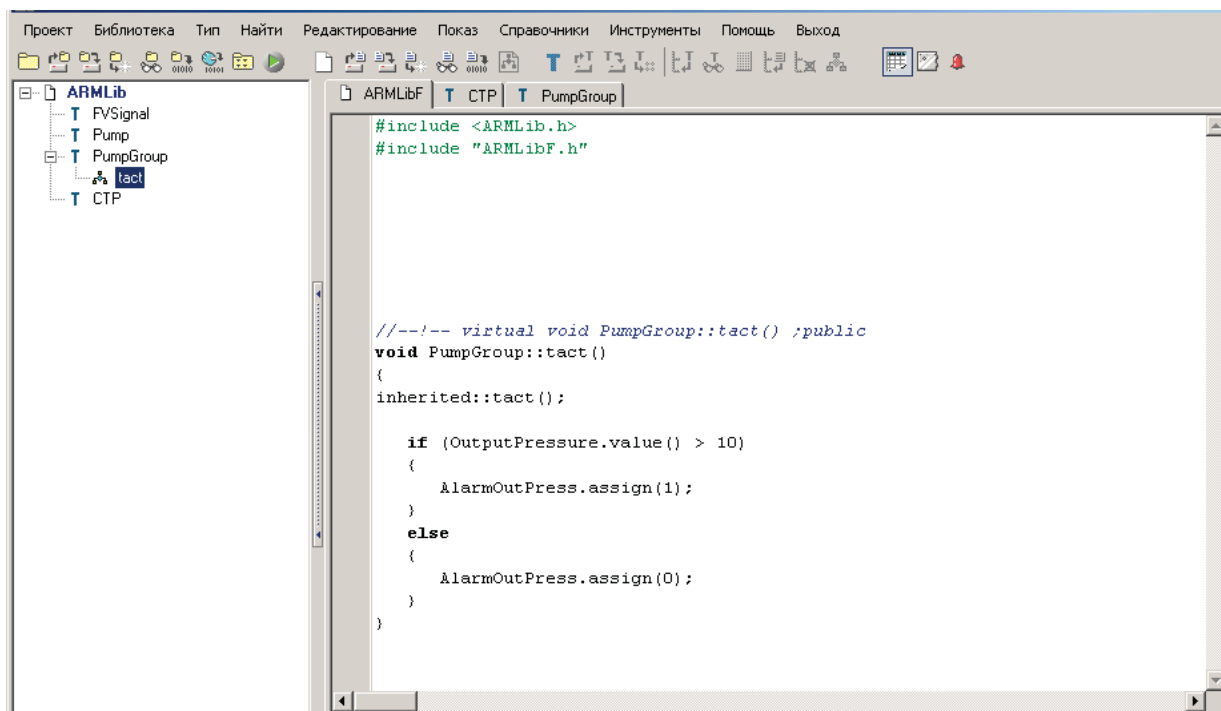 Проект Библиотека Тип Найти Редактирование Показ Справочники Инструменты Помощь Выход
ARMLib
T FVSignal
T Pump
T PumpGroup
tact
T CTP
ARMLibF T CTP T PumpGroup
#include <ARMLib.h>
#include "ARMLibF.h"
//--!-- virtual void PumpGroup::tact() ;public
void PumpGroup::tact()
{
inherited::tact();
if (OutputPressure.value() > 10)
{
AlarmOutPress.assign(1);
}
else
{
AlarmOutPress.assign(0);
}
}